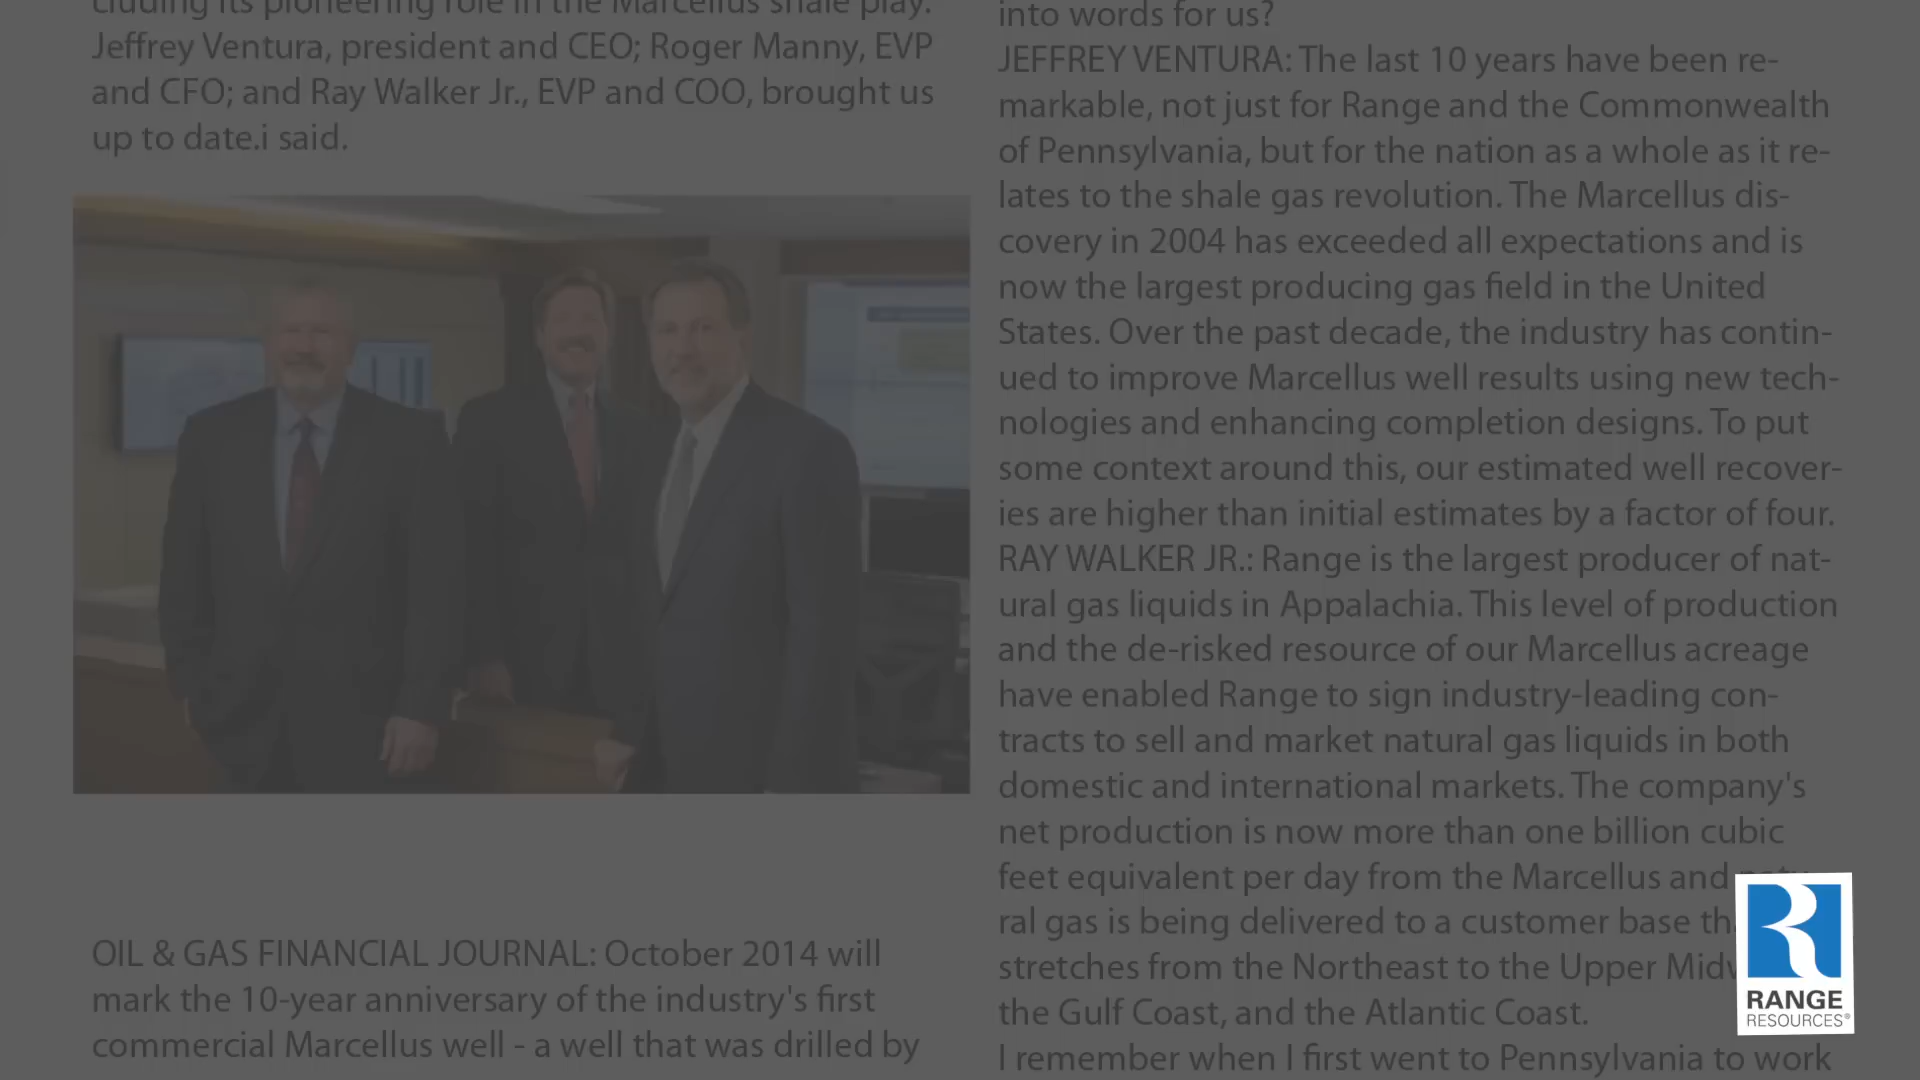 cluding its pioneering role in the Marcellus shale play.
Jeffrey Ventura, president and CEO; Roger Manny, EVP
and CFO; and Ray Walker Jr., EVP and COO, brought us
up to date.i said.
OIL & GAS FINANCIAL JOURNAL: October 2014 will
mark the 10-year anniversary of the industry's first
commercial Marcellus well - a well that was drilled by
into words for us?
JEFFREY VENTURA: The last 10 years have been re-
markable, not just for Range and the Commonwealth
of Pennsylvania, but for the nation as a whole as it re-
lates to the shale gas revolution. The Marcellus dis-
covery in 2004 has exceeded all expectations and is
now the largest producing gas field in the United
States. Over the past decade, the industry has contin-
ued to improve Marcellus well results using new tech-
nologies and enhancing completion designs. To put
some context around this, our estimated well recover-
ies are higher than initial estimates by a factor of four.
RAY WALKER JR.: Range is the largest producer of nat-
ural gas liquids in Appalachia. This level of production
and the de-risked resource of our Marcellus acreage
have enabled Range to sign industry-leading con-
tracts to sell and market natural gas liquids in both
domestic and international markets. The company's
net production is now more than one billion cubic
feet equivalent per day from the Marcellus and
ral gas is being delivered to a customer base
stretches from the Northeast to the Upper
the Gulf Coast, and the Atlantic Coast.
I remember when I first went to Pennsylvania to work
RANGE
RESOURCES®